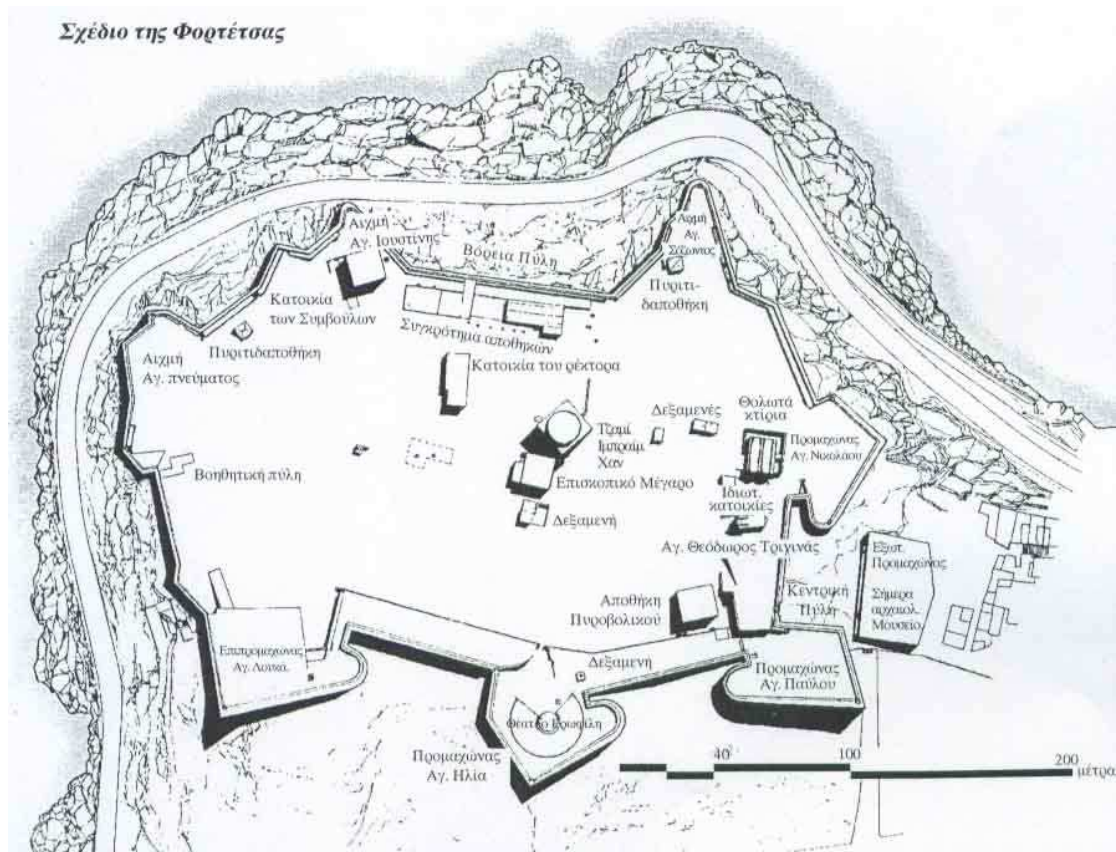 Σχέδιο της Φορτέτσας
Αιχμή
Αγ. Ιουστίνης
Βόρεια Πύλη
Αιχμή
Αγ.
Σώζοντος
Πυριτι-
δαποθήκη
Κατοικία
των Συμβούλων
Πυριτιδαποθήκη
Συγκρότημα αποθηκών
Κατοικία του ρέκτορα
Αιχμή
Αγ. πνεύματος
Δεξαμενές
Θολωτά
κτίρια
Τζαμί
Ιμπραΐμ
Χαν
Προμαχώνας
Αγ. Νικολάου
Βοηθητική πύλη
Επισκοπικό Μέγαρο
Ιδιωτ.
κατοικίες
Δεξαμενή
Αγ. Θεόδωρος Τριχινάς
Εξωτ.
Προμαχώνας
Σήμερα
αρχαιολ.
Μουσείο
Κεντρική
Πύλη
Αποθήκη
Πυροβολικού
Επιπρομαχώνας
Αγ. Λουκά
Δεξαμενή
Προμαχώνας
Αγ. Παύλου
Θέατρο Ερωφίλη
Προμαχώνας
Αγ. Ηλία
40 100 200
μέτρα